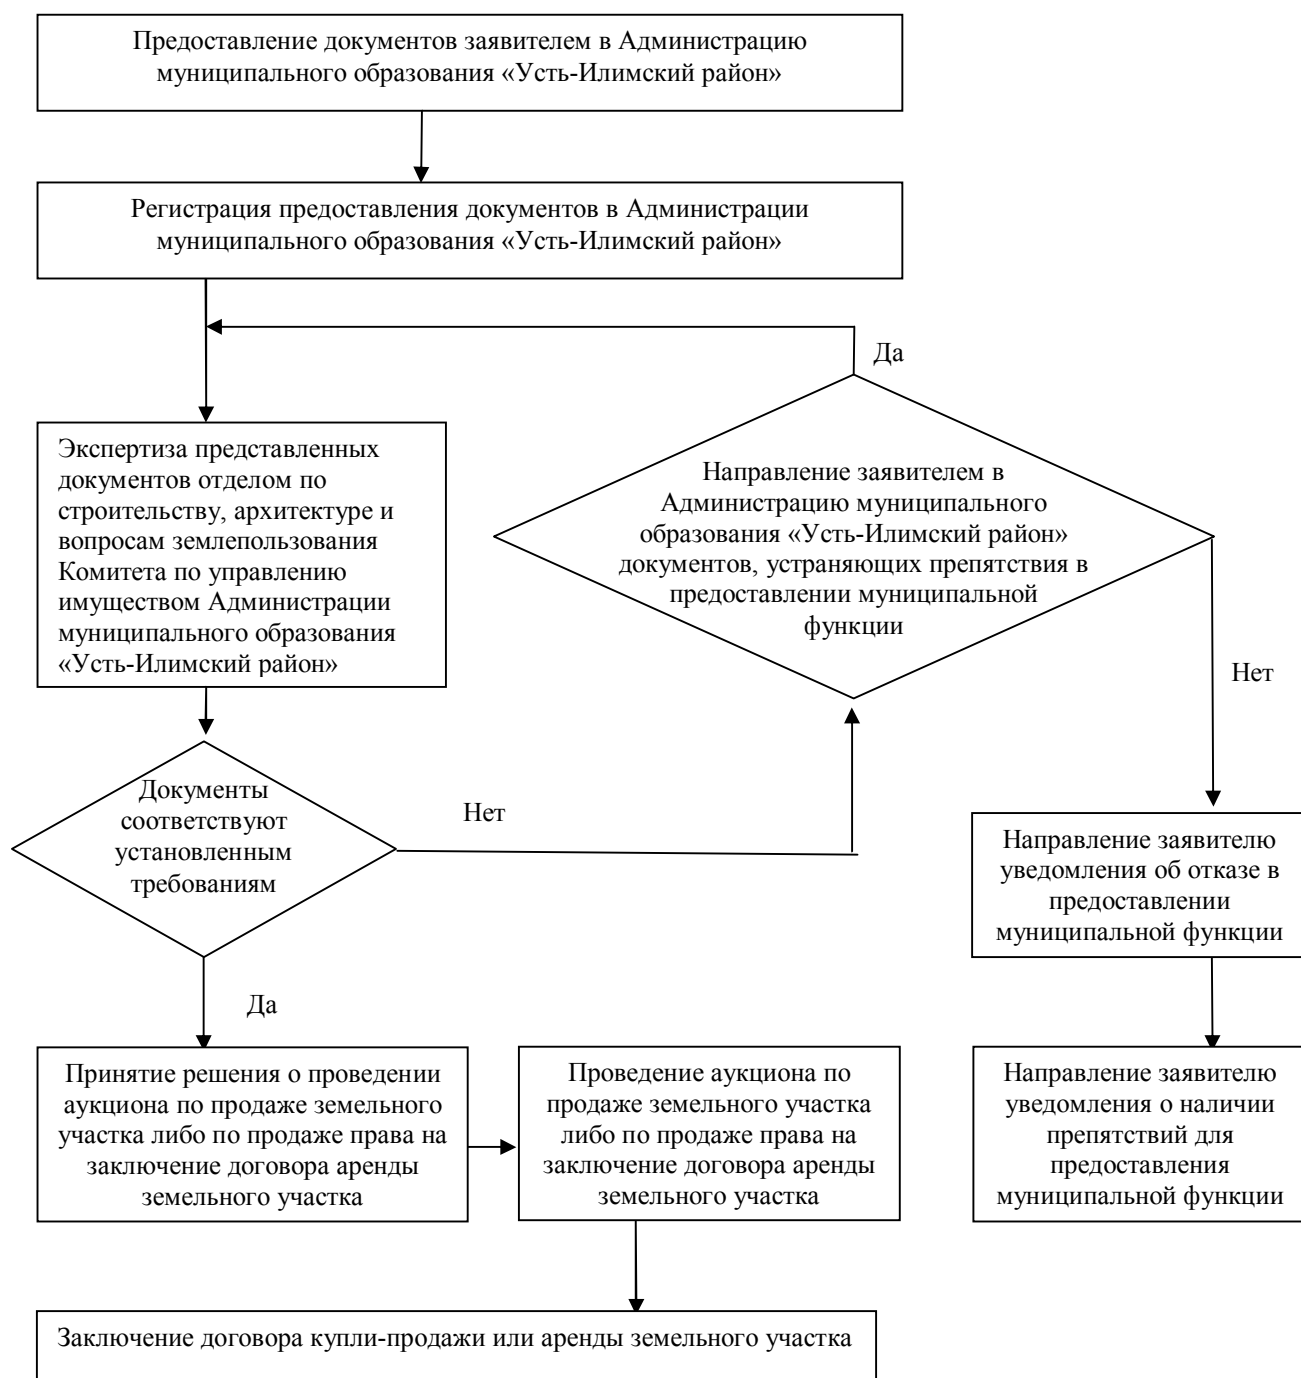 Предоставление документов заявителем в Администрацию
муниципального образования «Усть-Илимский район»
Регистрация предоставления документов в Администрации
муниципального образования «Усть-Илимский район»
Да
Экспертиза представленных
документов отделом по
строительству, архитектуре и
вопросам землепользования
Комитета по управлению
имуществом Администрации
муниципального образования
«Усть-Илимский район»
Направление заявителем в
Администрацию муниципального
образования «Усть-Илимский район»
документов, устраняющих препятствия в
предоставлении муниципальной
функции
Нет
Документы
соответствуют
установленным
требованиям
Нет
Направление заявителю
уведомления об отказе в
предоставлении
муниципальной функции
Да
Принятие решения о проведении
аукциона по продаже земельного
участка либо по продаже права на
заключение договора аренды
земельного участка
Проведение аукциона по
продаже земельного участка
либо по продаже права на
заключение договора аренды
земельного участка
Направление заявителю
уведомления о наличии
препятствий для
предоставления
муниципальной функции
Заключение договора купли-продажи или аренды земельного участка